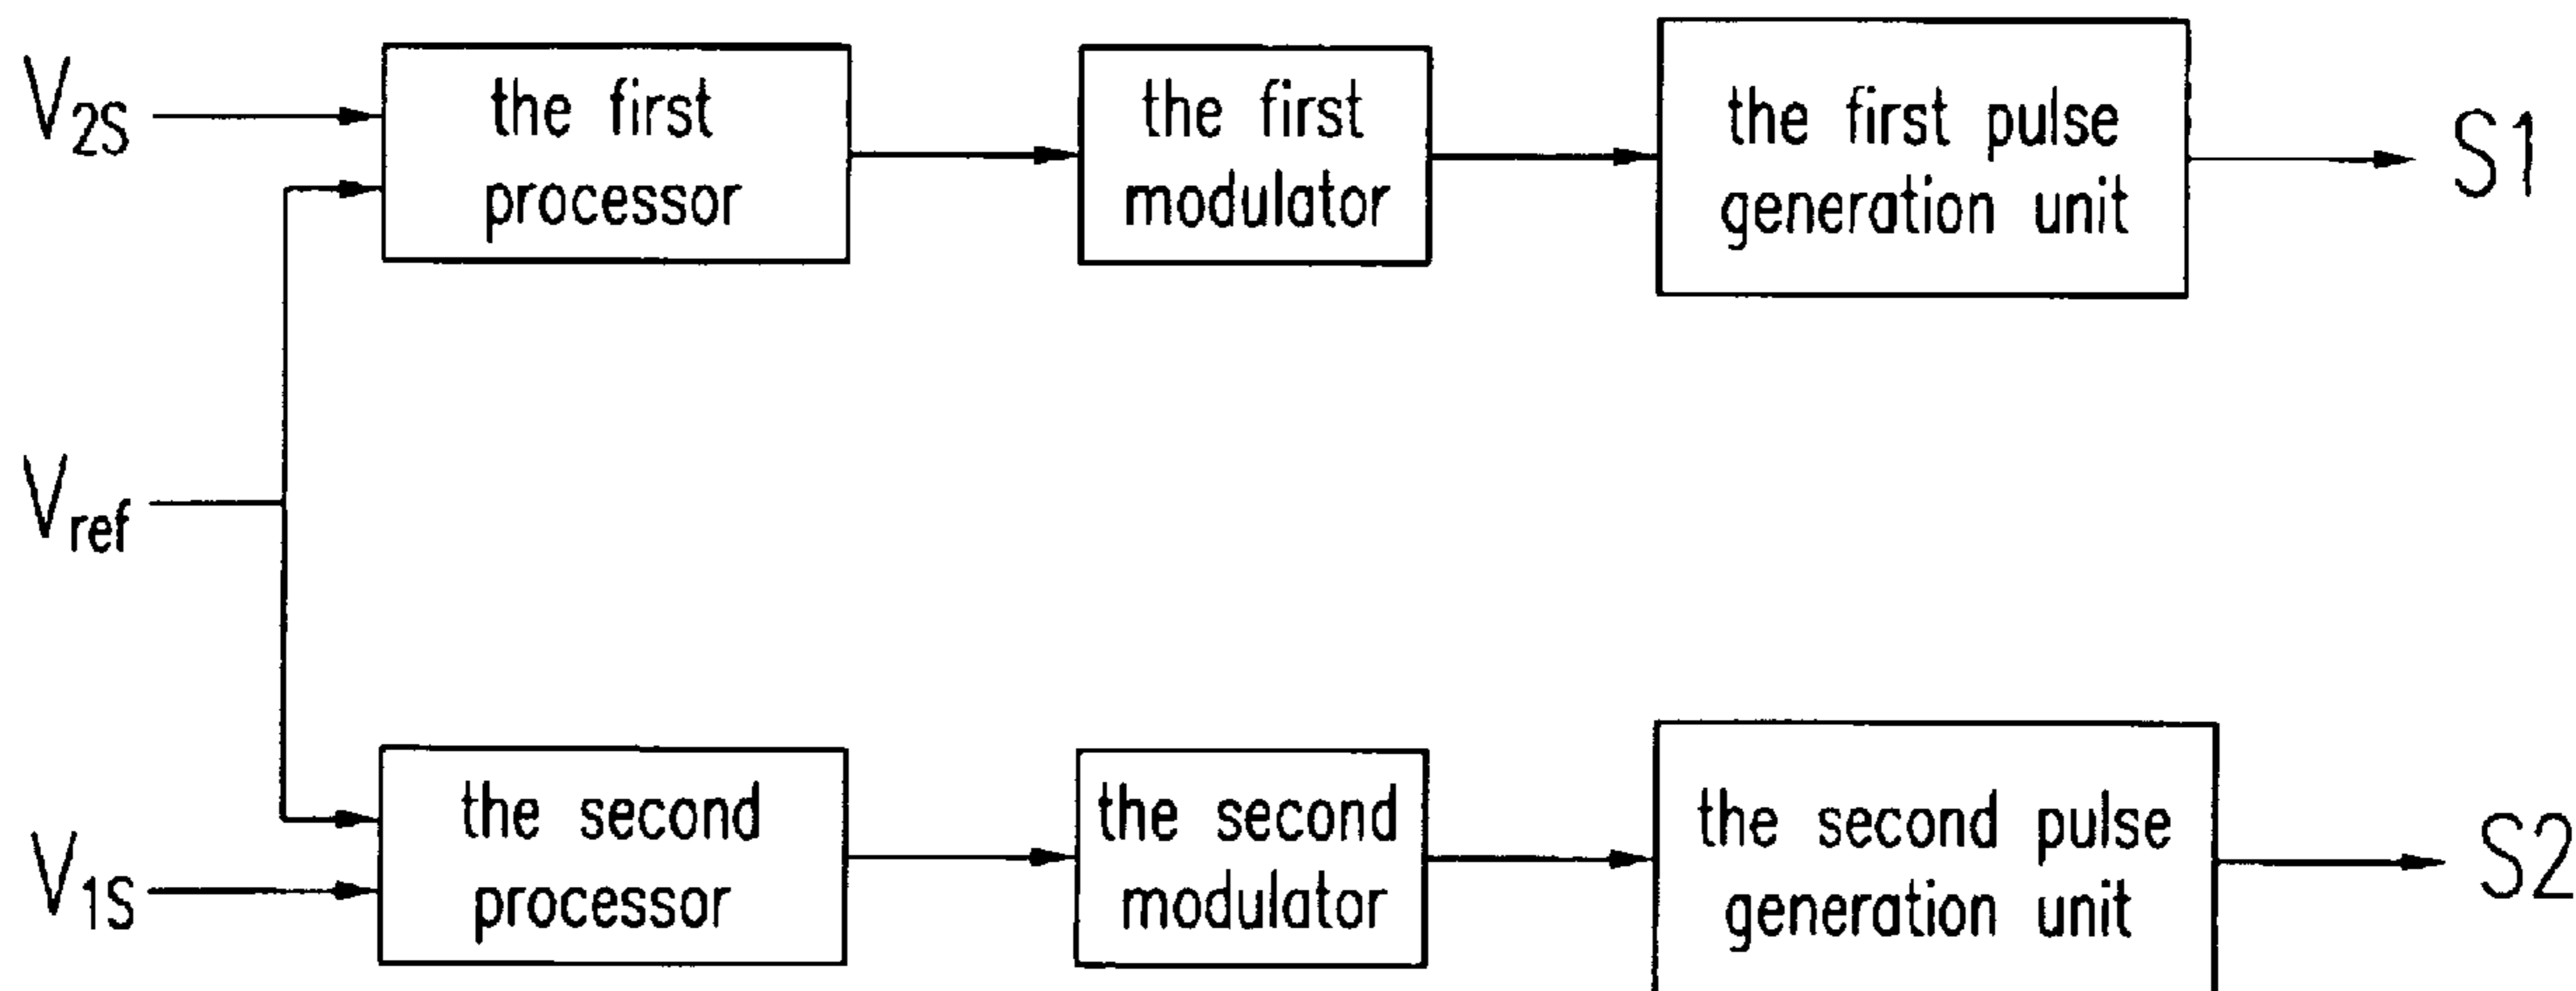 V2S
the first
processor
the first
modulator
the first pulse
generation unit
S1
Vref
V1S
the second
processor
the second
modulator
the second pulse
generation unit
S2